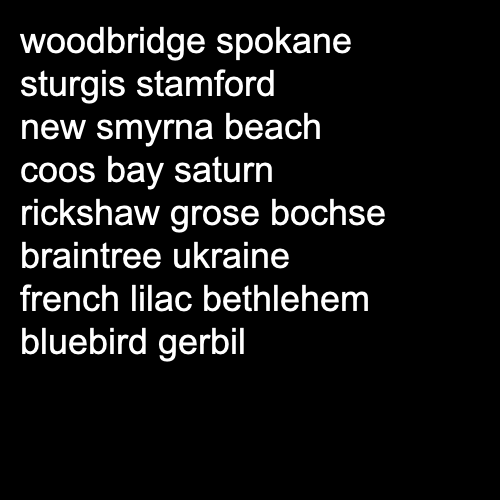 woodbridge spokane
sturgis stamford
new smyrna beach
coos bay saturn
rickshaw grose bochse
braintree ukraine
french lilac bethlehem
bluebird gerbil